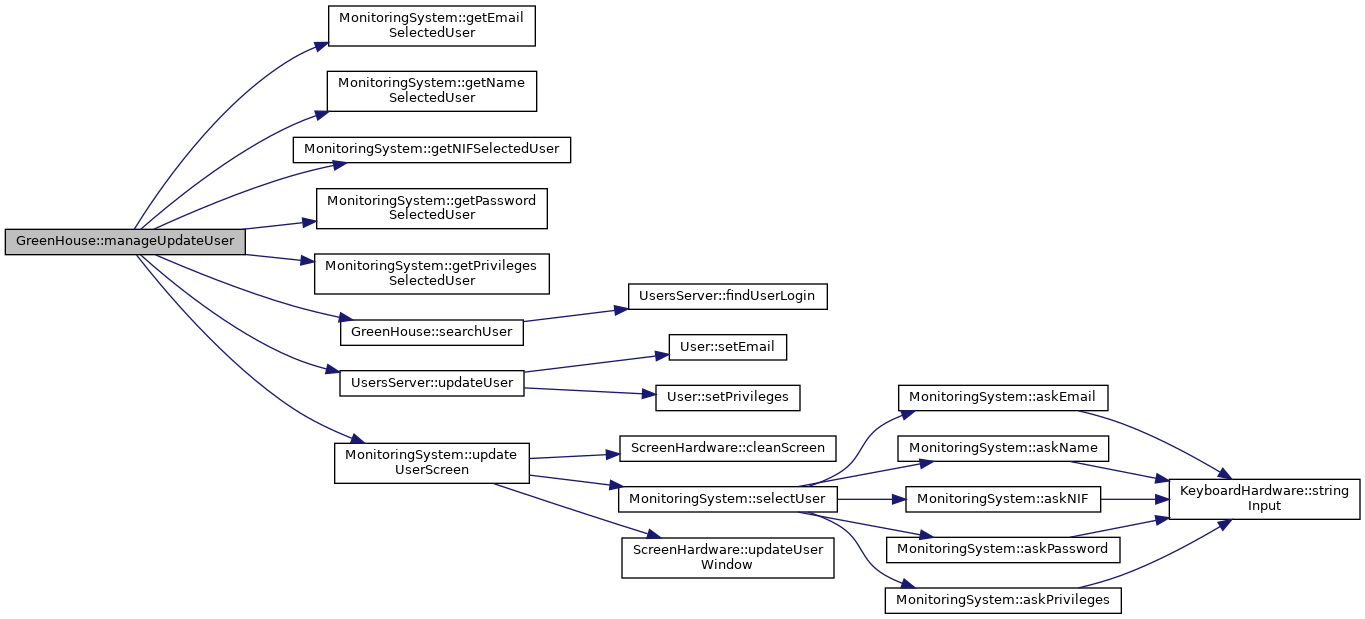 MonitoringSystem::getEmail
SelectedUser
MonitoringSystem::getName
SelectedUser
MonitoringSystem::getNIFSelectedUser
MonitoringSystem::getPassword
SelectedUser
GreenHouse::manageUpdateUser
MonitoringSystem::getPrivileges
SelectedUser
UsersServer::findUserLogin
GreenHouse::searchUser
User::setEmail
UsersServer::updateUser
User::setPrivileges
MonitoringSystem::askEmail
MonitoringSystem::update
UserScreen
ScreenHardware::cleanScreen
MonitoringSystem::askName
MonitoringSystem::selectUser
MonitoringSystem::askNIF
KeyboardHardware::string
Input
ScreenHardware::updateUser
Window
MonitoringSystem::askPassword
MonitoringSystem::askPrivileges